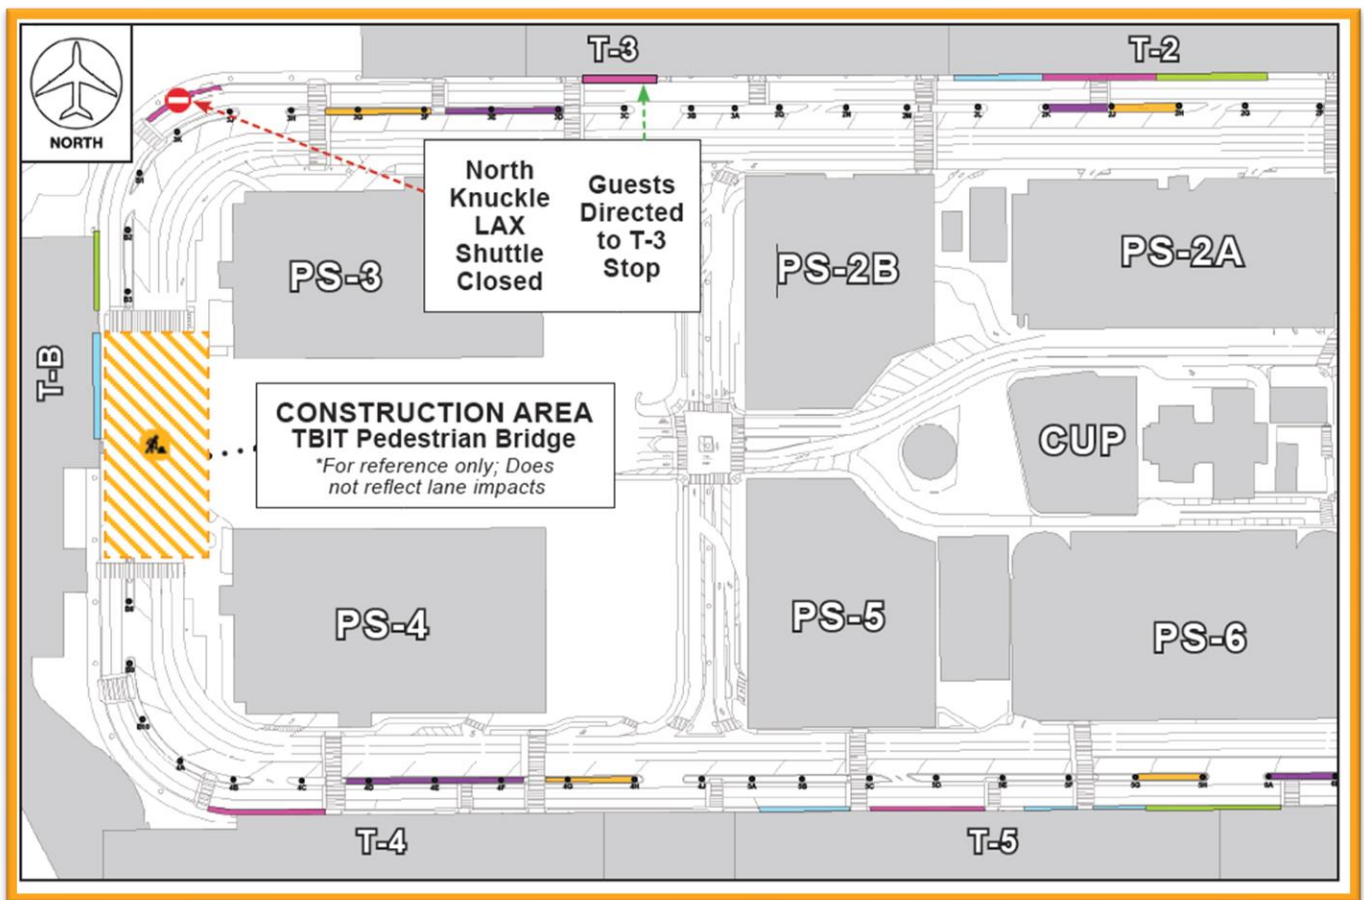 T-3
T-2
NORTH
North
Knuckle
LAX
Shuttle
Closed
Guests
Directed
to T-3
Stop
PS-3
PS-2B
PS-2A
T-B
CONSTRUCTION AREA
TBIT Pedestrian Bridge
*For reference only; Does
not reflect lane impacts
CUP
PS-4
PS-5
PS-6
T-4
T-5